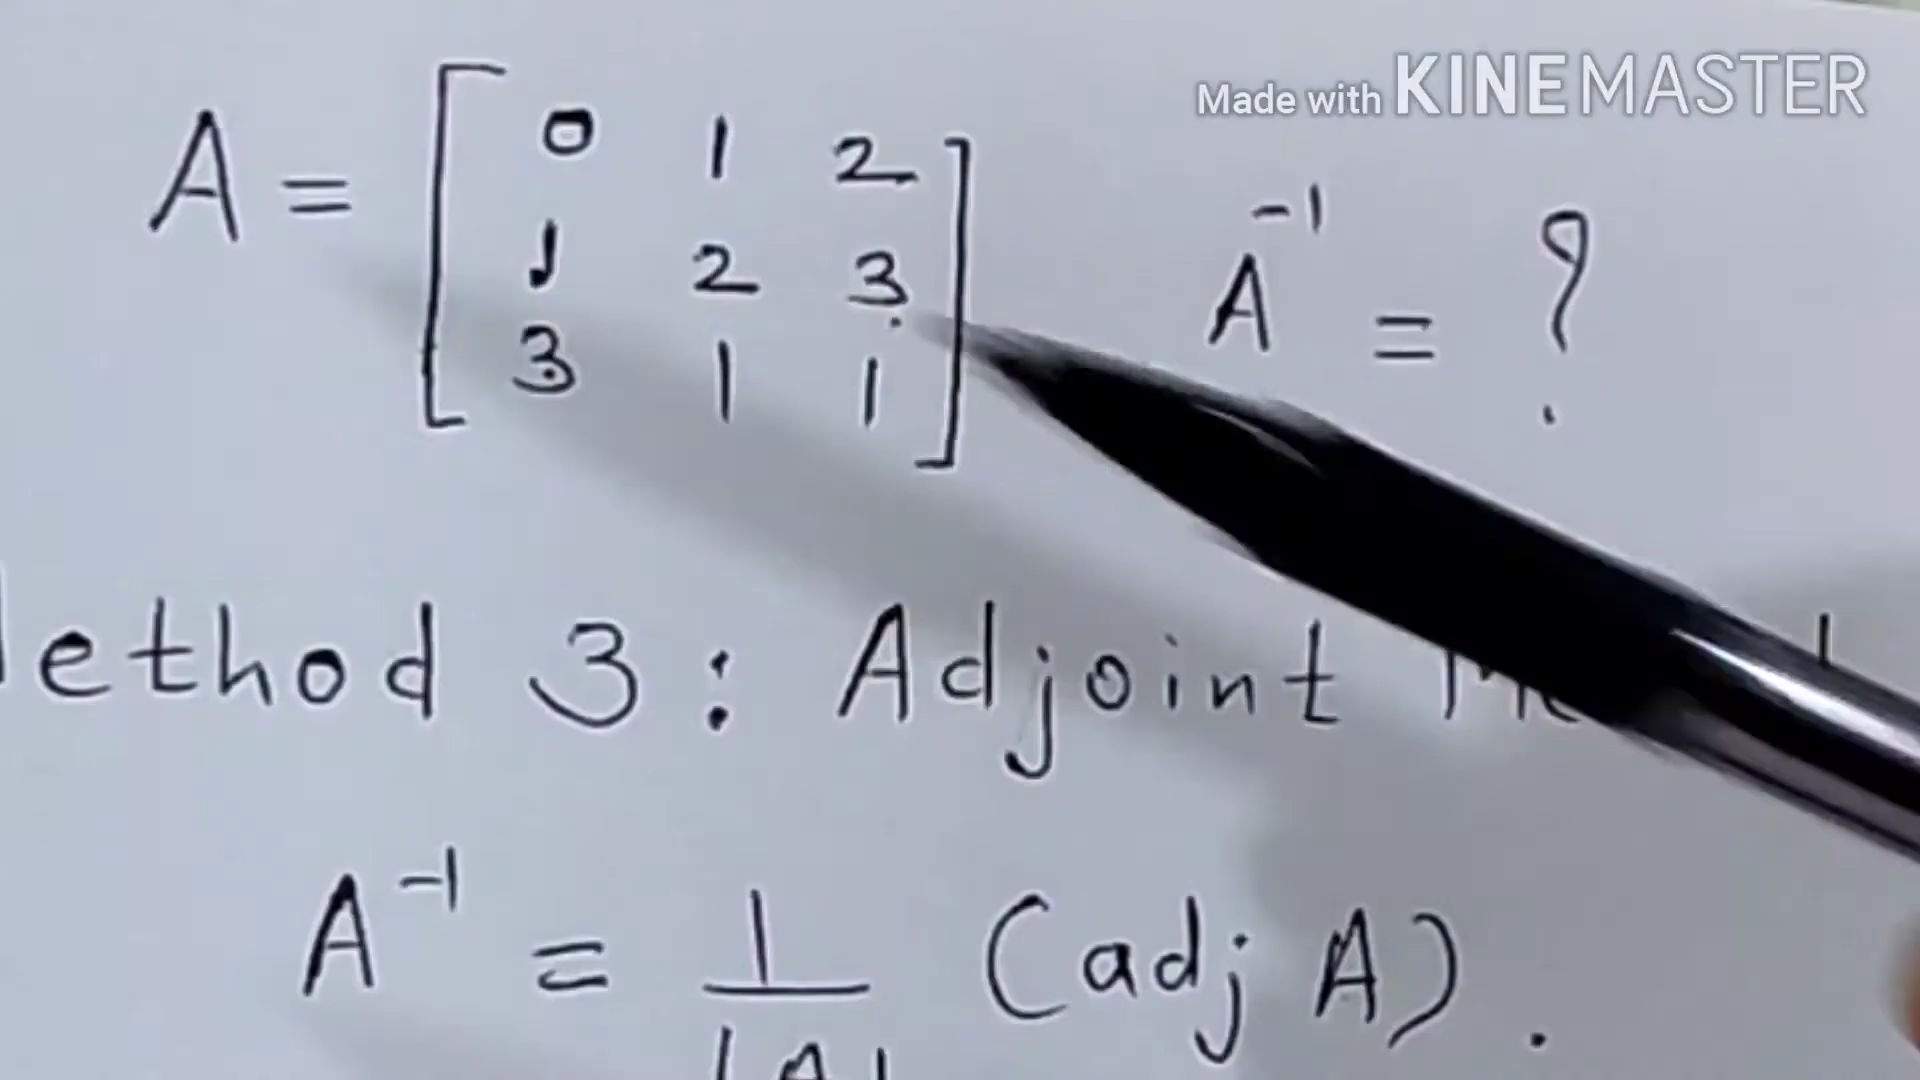 Made with KINEMASTER
A = [ 0 1 2
1 2 3
3 1 1 ]
A⁻¹ = ?
ethod 3 : Adjoint
A⁻¹ = 1/|A| (adj A).